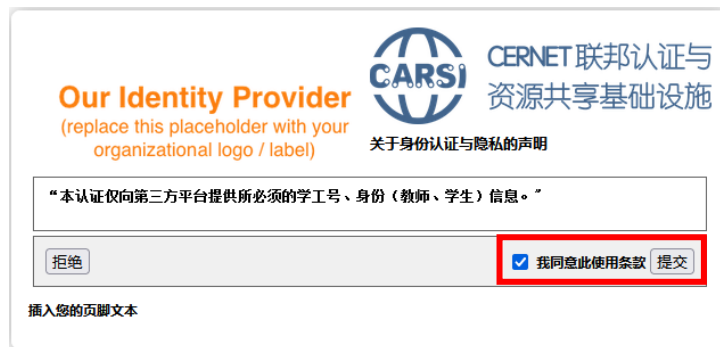 Our Identity Provider
(replace this placeholder with your
organizational logo / label)
CARSI
CERNET联邦认证与
资源共享基础设施
关于身份认证与隐私的声明
“本认证仅向第三方平台提供所必须的学工号、身份（教师、学生）信息。”
拒绝
我同意此使用条款 提交
插入您的页脚文本